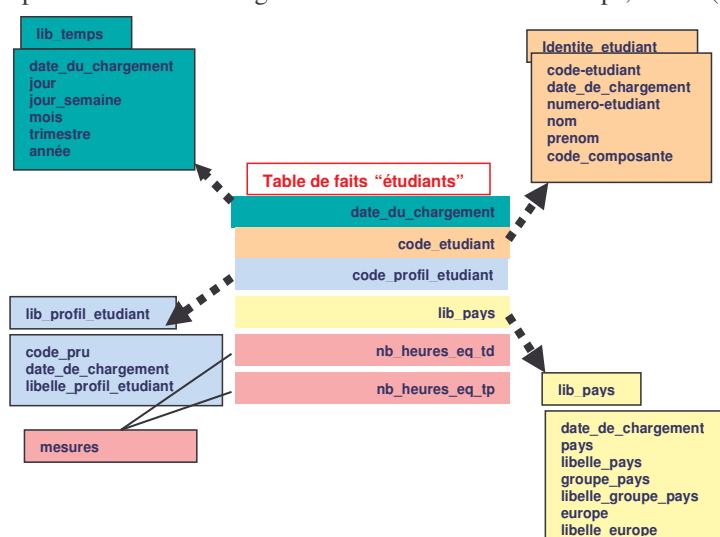 lib_temps
date_du_chargement
jour
jour_semaine
mois
trimestre
année
Identite_etudiant
code-etudiant
date_de_chargement
numero-etudiant
nom
prenom
code_composante
Table de faits “étudiants”
date_du_chargement
code_etudiant
code_profil_etudiant
lib_pays
nb_heures_eq_td
nb_heures_eq_tp
lib_profil_etudiant
code_pru
date_de_chargement
libelle_profil_etudiant
mesures
lib_pays
date_de_chargement
pays
libelle_pays
groupe_pays
libelle_groupe_pays
europe
libelle_europe